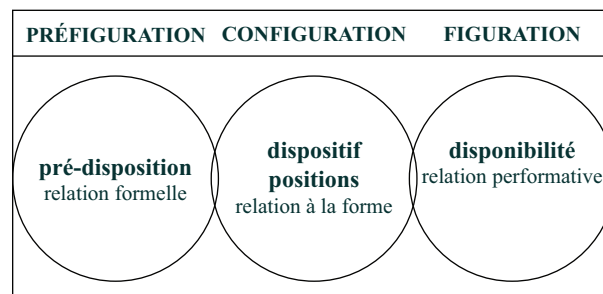 PRÉFIGURATION CONFIGURATION FIGURATION
pré-disposition
relation formelle
dispositif
positions
relation à la forme
disponibilité
relation performative